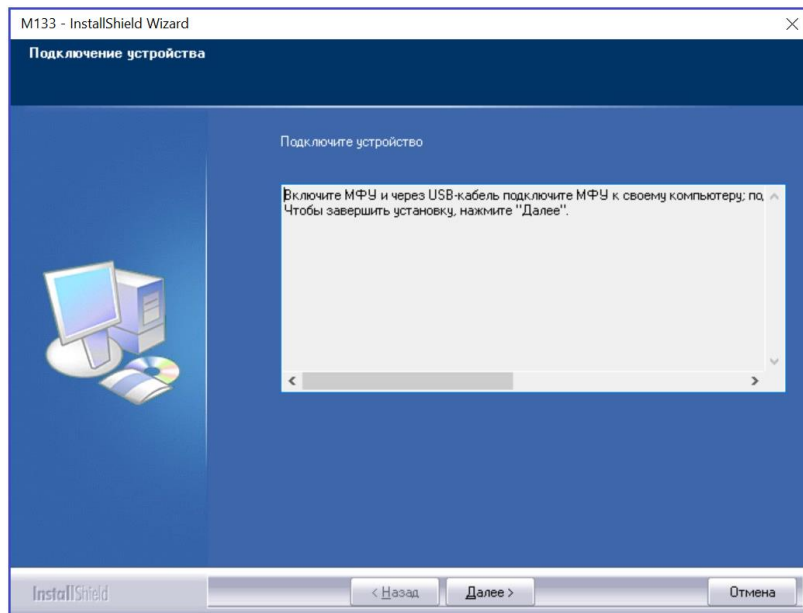 M133 - InstallShield Wizard
Подключение устройства
Подключите устройство
Включите МФУ и через USB-кабель подключите МФУ к своему компьютеру;
Чтобы завершить установку, нажмите "Далее".
InstallShield
< Назад
Далее >
Отмена